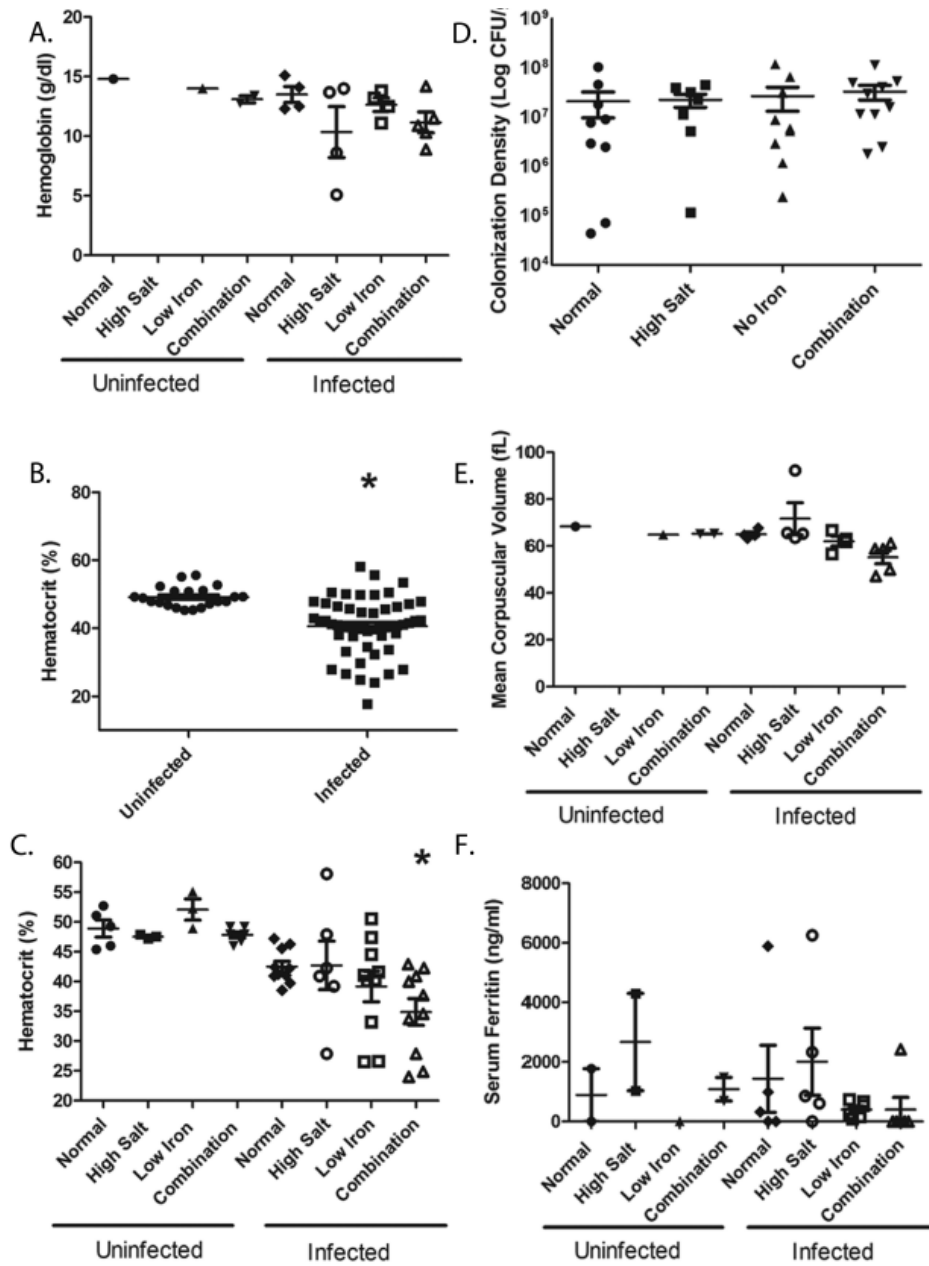 A.
Hemoglobin (g/dl)
20
15
10
5
0
Normal
High Salt
Low Iron
Combination
Normal
High Salt
Low Iron
Combination
Uninfected
Infected
D.
Colonization Density (Log CFU/
10⁹
10⁸
10⁷
10⁶
10⁵
10⁴
Normal
High Salt
No Iron
Combination
B.
*
Hematocrit (%)
80
60
40
20
Uninfected
Infected
E.
Mean Corpuscular Volume (fL)
100
80
60
40
20
0
Normal
High Salt
Low Iron
Combination
Normal
High Salt
Low Iron
Combination
Uninfected
Infected
C.
*
Hematocrit (%)
60
55
50
45
40
35
30
25
20
Normal
High Salt
Low Iron
Combination
Normal
High Salt
Low Iron
Combination
Uninfected
Infected
F.
Serum Ferritin (ng/ml)
8000
6000
4000
2000
0
Normal
High Salt
Low Iron
Combination
Normal
High Salt
Low Iron
Combination
Uninfected
Infected